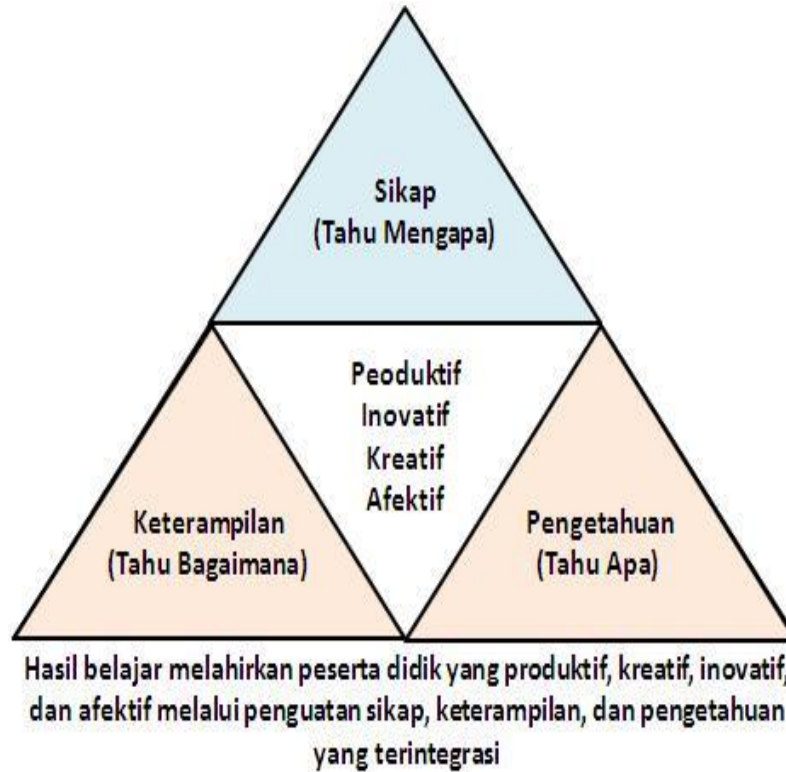 Sikap
(Tahu Mengapa)
Peoduktif
Inovatif
Kreatif
Afektif
Keterampilan
(Tahu Bagaimana)
Pengetahuan
(Tahu Apa)
Hasil belajar melahirkan peserta didik yang produktif, kreatif, inovatif,
dan afektif melalui penguatan sikap, keterampilan, dan pengetahuan
yang terintegrasi